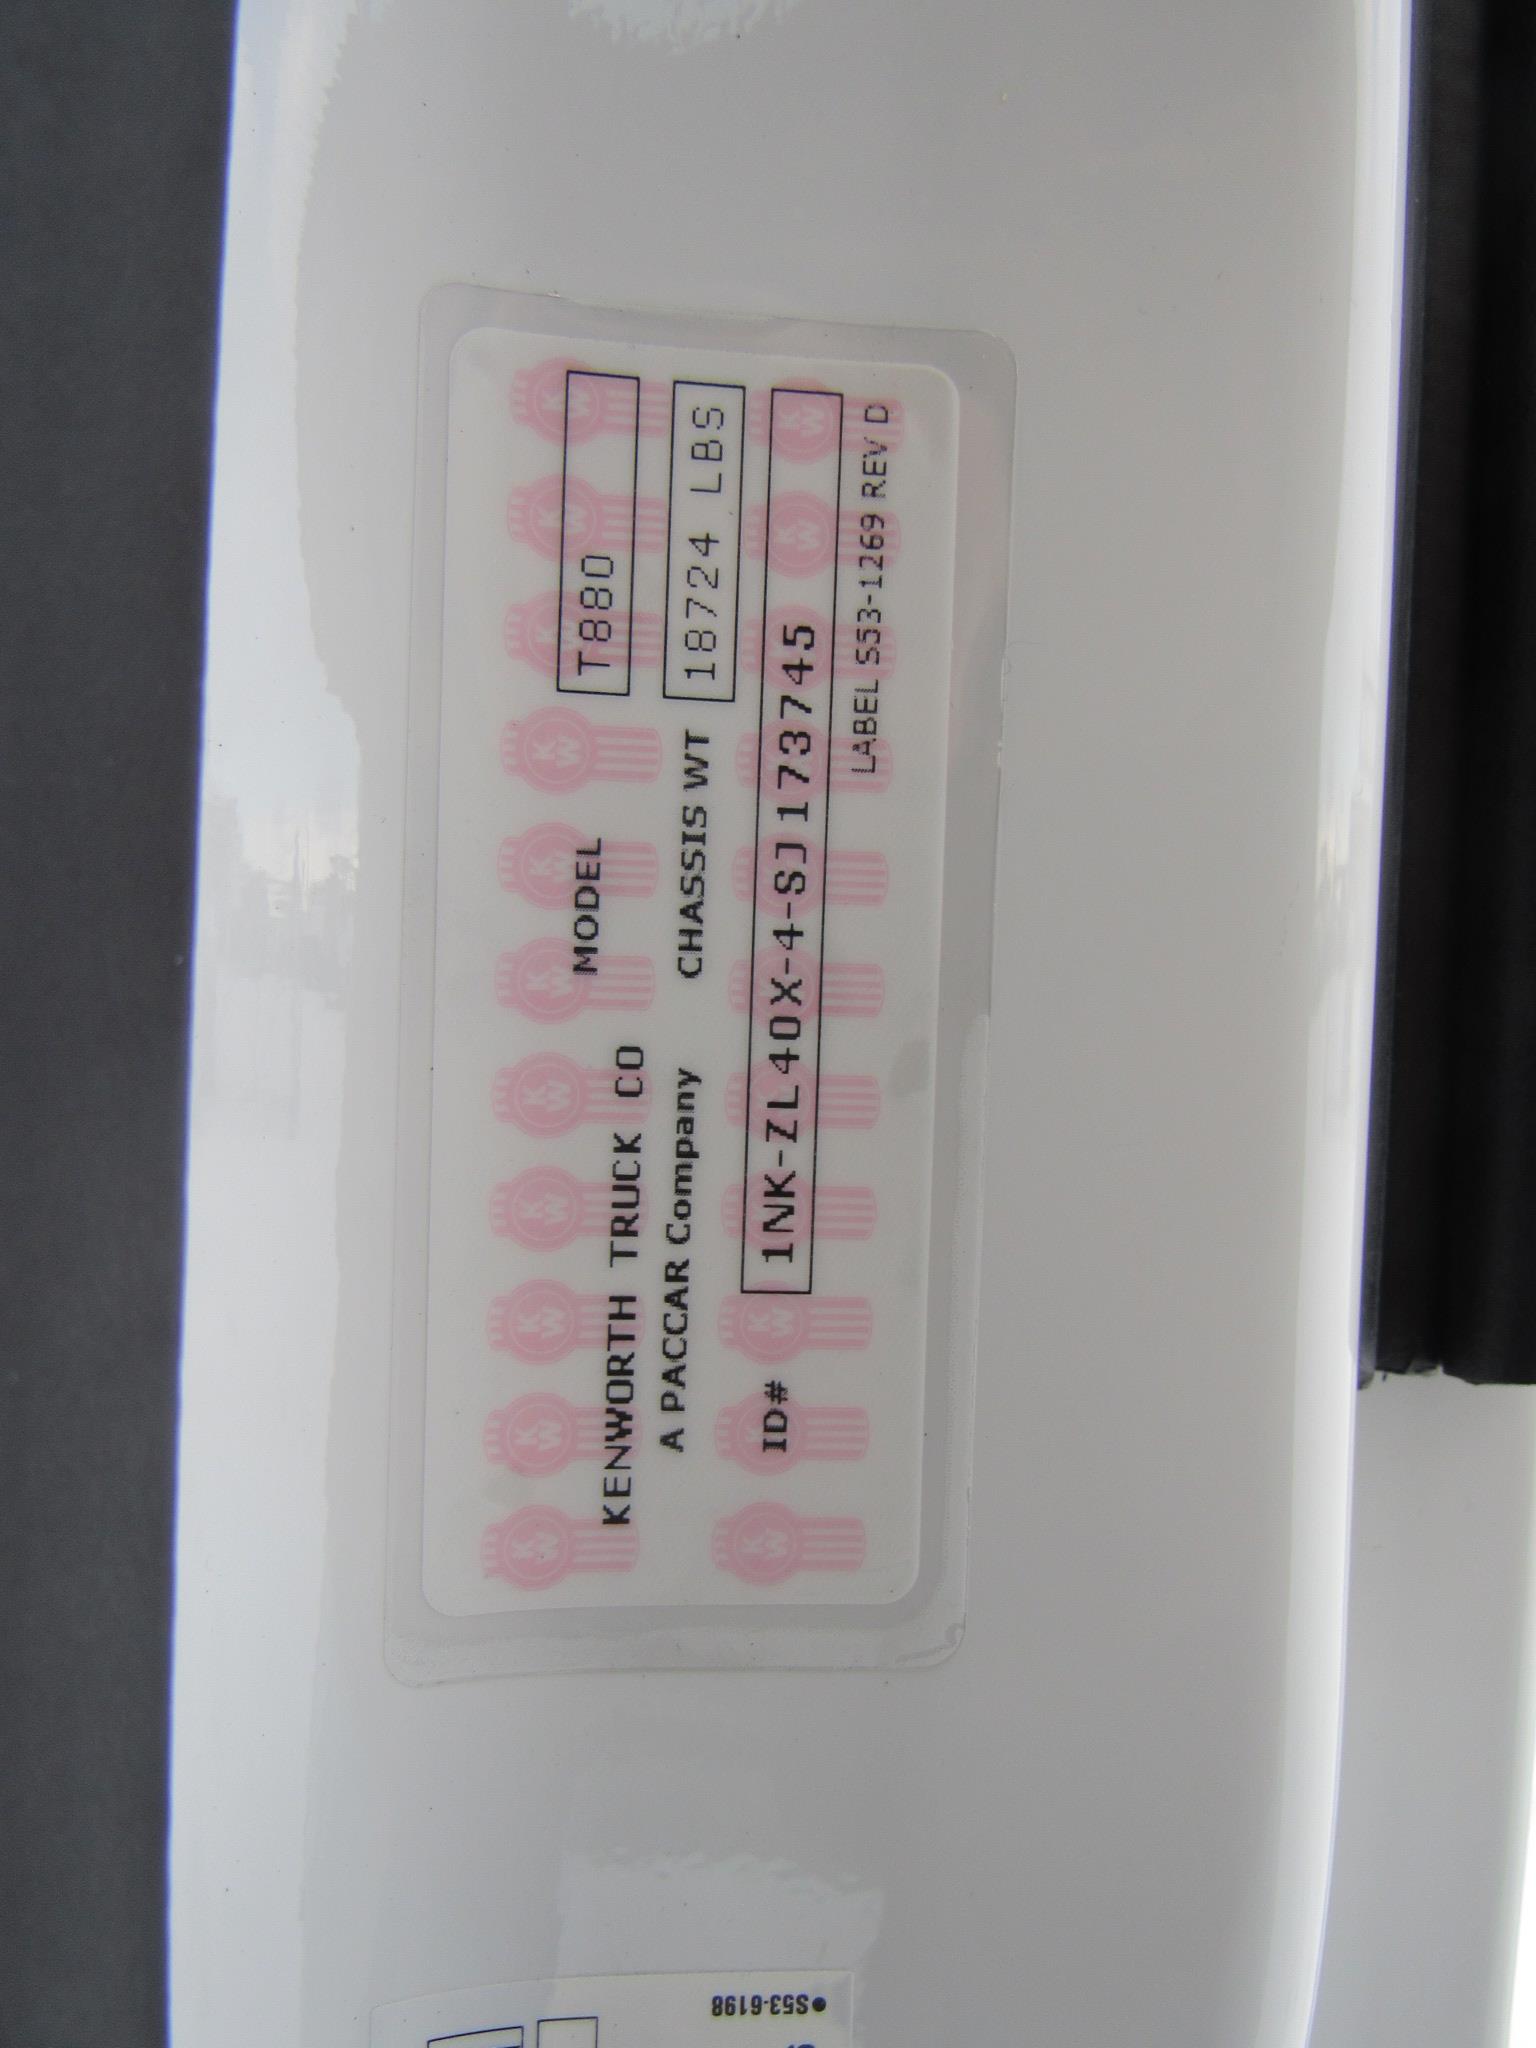 KENWORTH TRUCK CO
A PACCAR Company
MODEL T880
CHASSIS WT 18724 LBS
ID# 1NK-ZL40X-4-SJ173745
LABEL S53-1269 REV D
●S53-6198